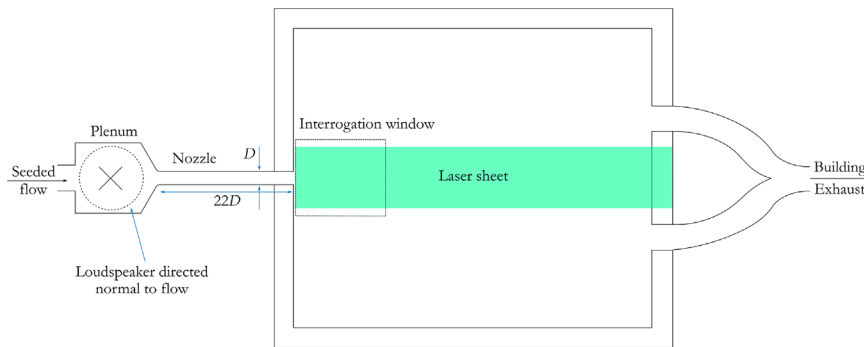 Plenum
Nozzle
D
Interrogation window
Seeded
flow
22D
Laser sheet
Building
Exhaust
Loudspeaker directed
normal to flow